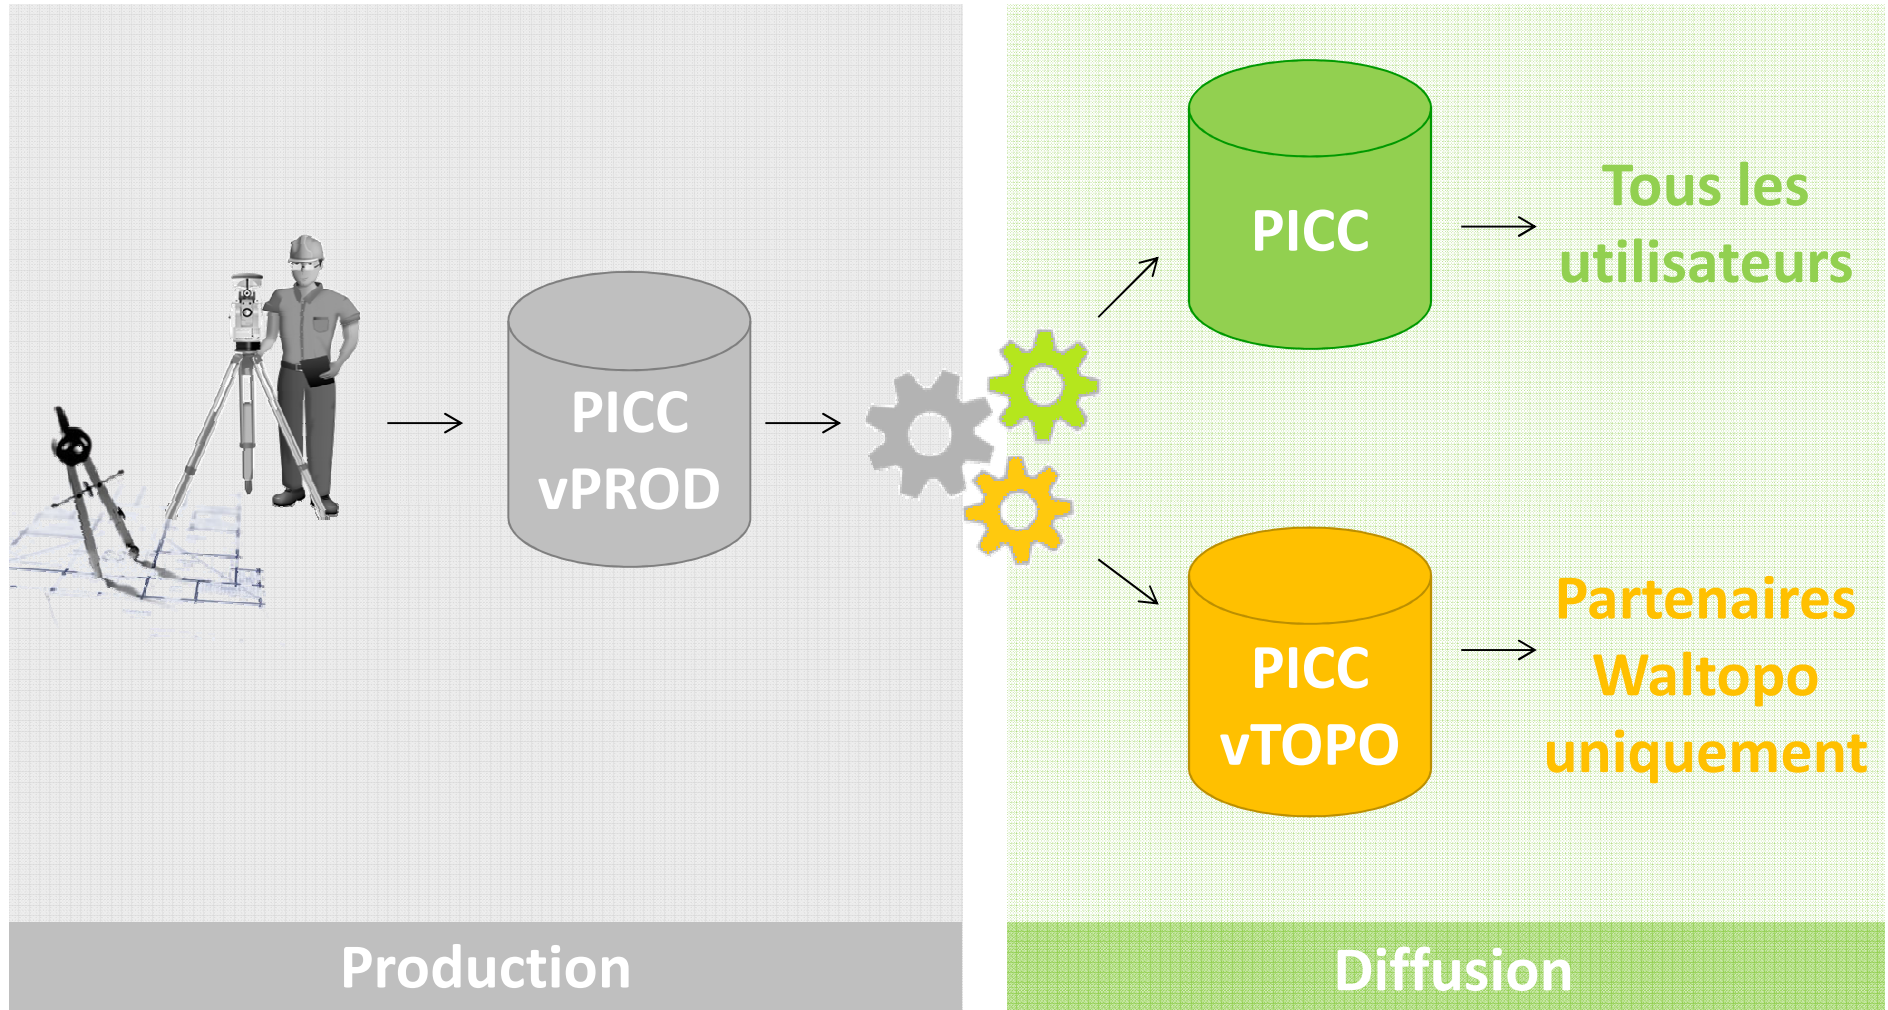 PICC
vPROD
Production
PICC
Tous les
utilisateurs
PICC
vTOPO
Partenaires
Waltopo
uniquement
Diffusion